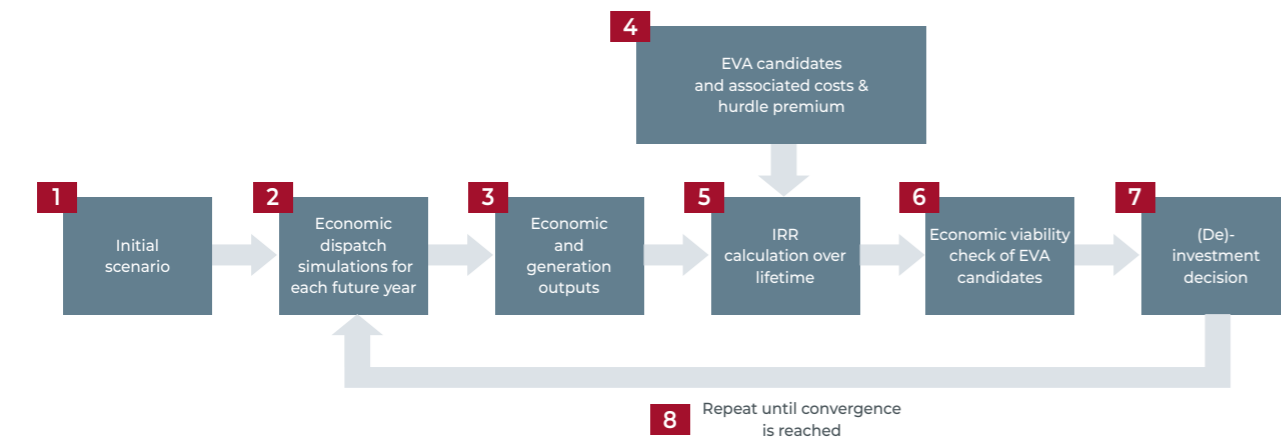 4
EVA candidates
and associated costs &
hurdle premium
1
Initial
scenario
2
Economic
dispatch
simulations for
each future year
3
Economic
and
generation
outputs
5
IRR
calculation over
lifetime
6
Economic viability
check of EVA
candidates
7
(De)-
investment
decision
8
Repeat until convergence
is reached